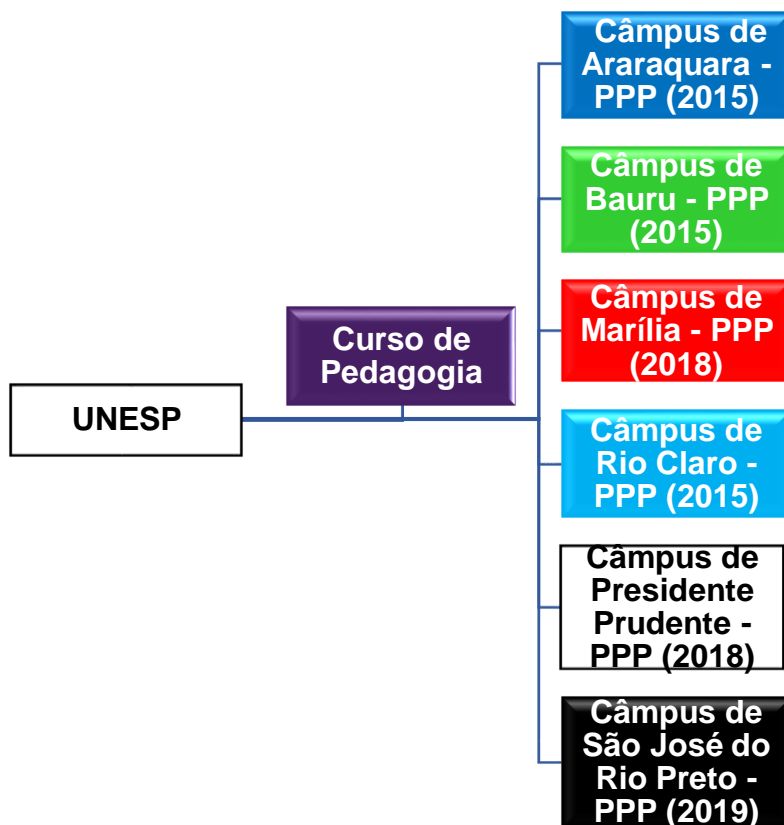 UNESP
Curso de
Pedagogia
Câmpus de
Araraquara -
PPP (2015)
Câmpus de
Bauru - PPP
(2015)
Câmpus de
Marília - PPP
(2018)
Câmpus de
Rio Claro -
PPP (2015)
Câmpus de
Presidente
Prudente -
PPP (2018)
Câmpus de
São José do
Rio Preto -
PPP (2019)